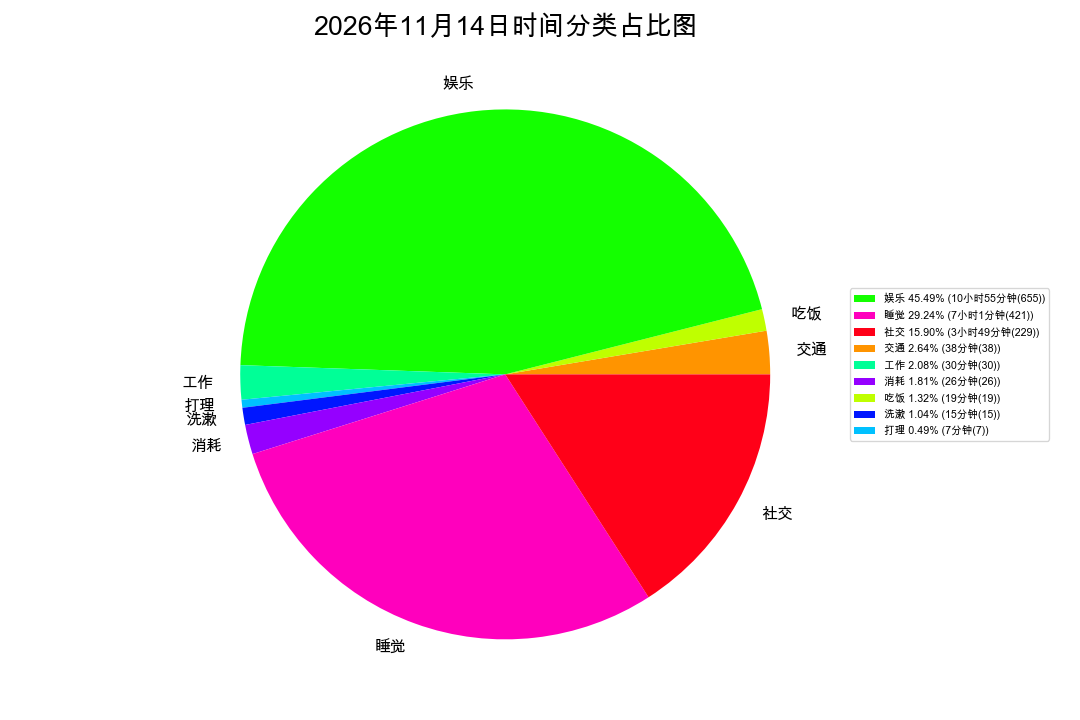 2026年11月14日时间分类占比图
娱乐
吃饭
交通
工作
打理
洗漱
消耗
社交
睡觉
娱乐 45.49% (10小时55分钟(655))
睡觉 29.24% (7小时1分钟(421))
社交 15.90% (3小时49分钟(229))
交通 2.64% (38分钟(38))
工作 2.08% (30分钟(30))
消耗 1.81% (26分钟(26))
吃饭 1.32% (19分钟(19))
洗漱 1.04% (15分钟(15))
打理 0.49% (7分钟(7))